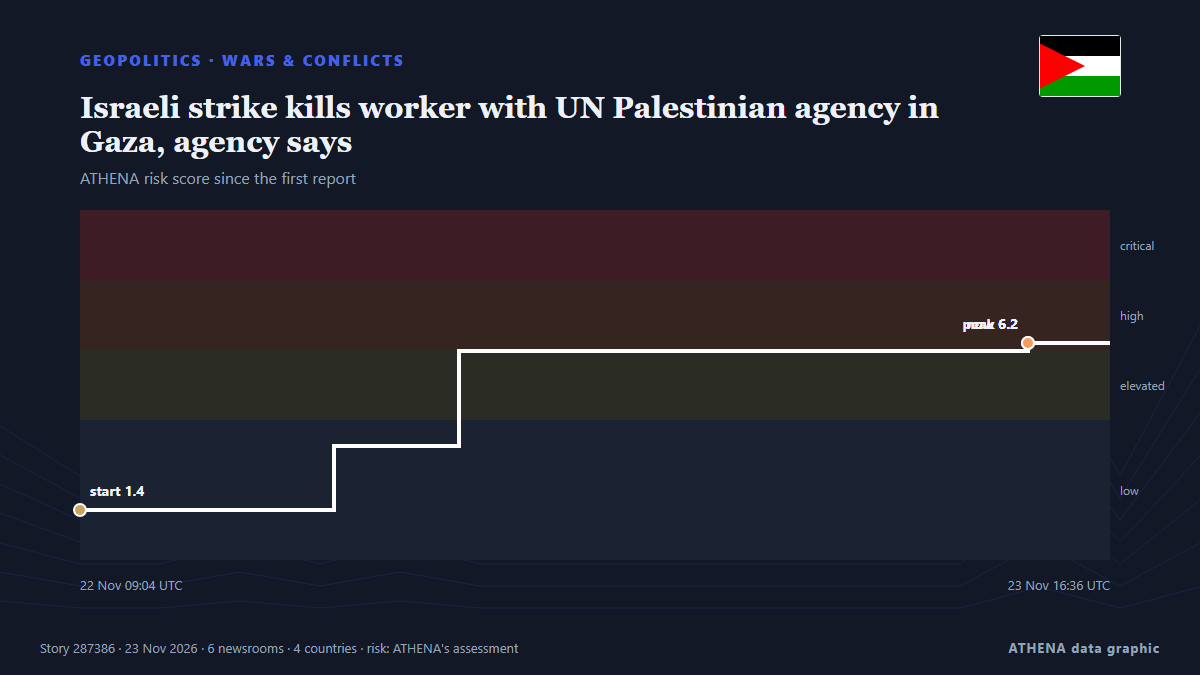 GEOPOLITICS · WARS & CONFLICTS
Israeli strike kills worker with UN Palestinian agency in
Gaza, agency says
ATHENA risk score since the first report
critical
high
elevated
low
peak 6.2
start 1.4
22 Nov 09:04 UTC
23 Nov 16:36 UTC
Story 287386 · 23 Nov 2026 · 6 newsrooms · 4 countries · risk: ATHENA's assessment
ATHENA data graphic